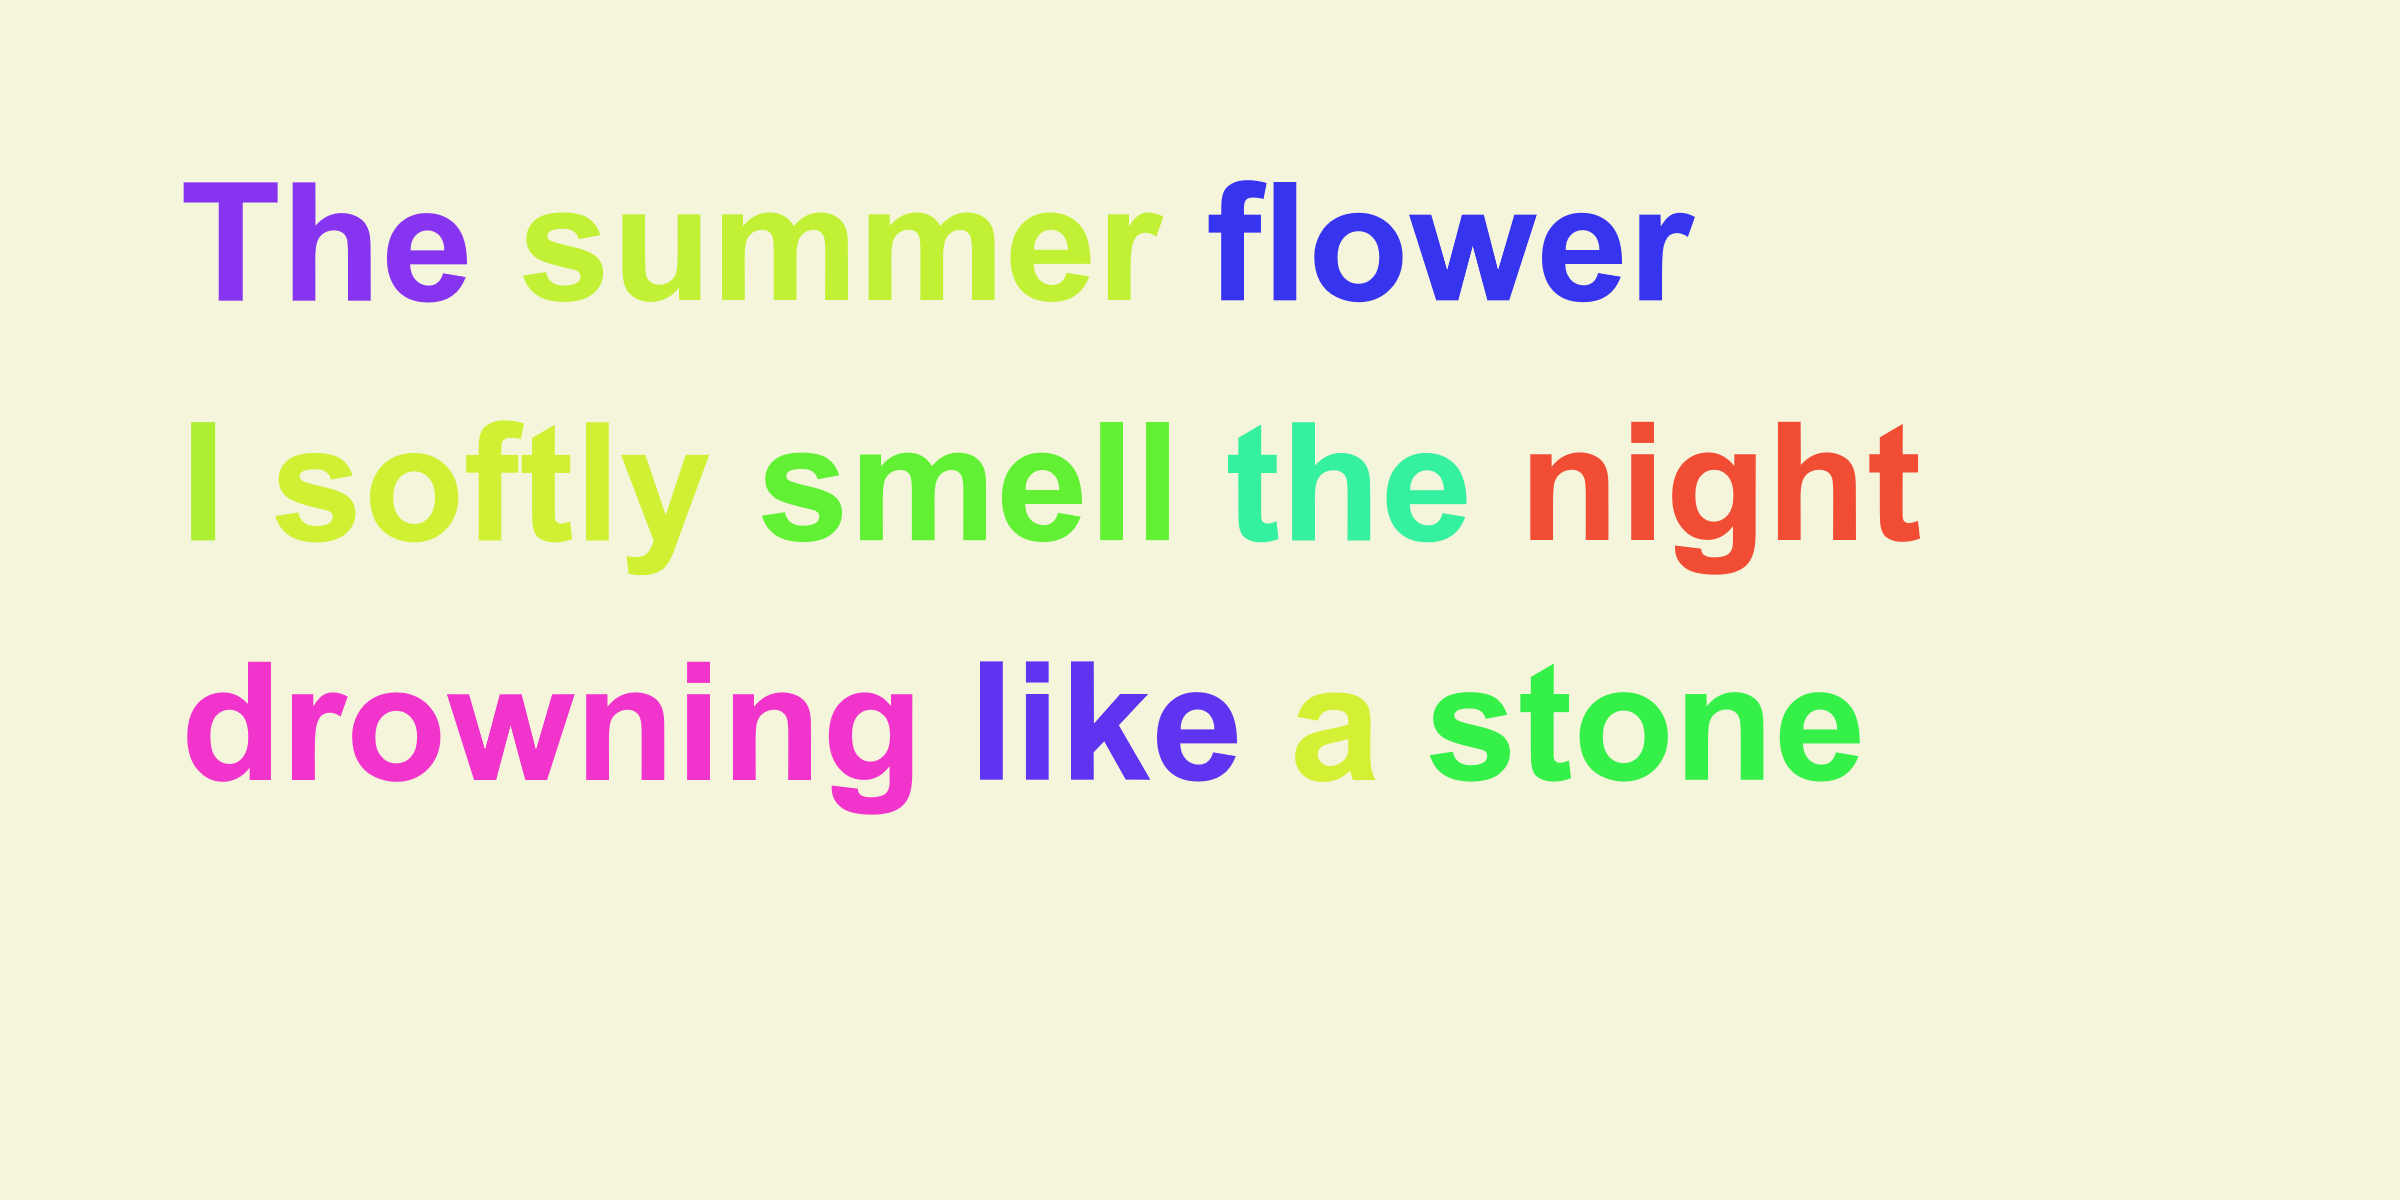 The summer flower
I softly smell the night
drowning like a stone